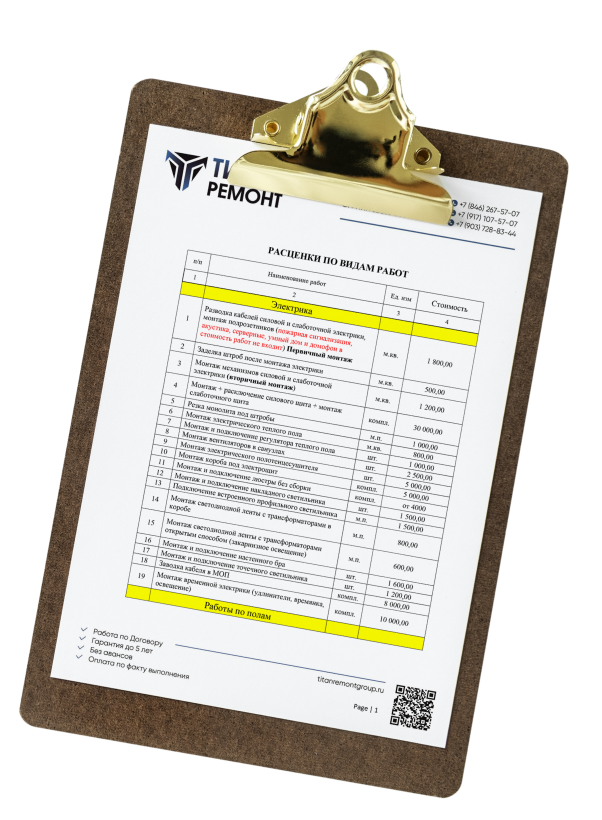 ТИ
РЕМОНТ
+7 (846) 267-57-07
+7 (917) 107-57-07
+7 (903) 728-83-44
РАСЦЕНКИ ПО ВИДАМ РАБОТ
п/п Наименование работ Ед. изм Стоимость
1 2 3 4
Электрика
1 Разводка кабелей силовой и слаботочной электрики, м.кв. 1 800,00
монтаж подрозетников (пожарная сигнализация,
акустика, серверные, умный дон и домофон в
стоимость работ не входит) Первичный монтаж
2 Заделка штроб после монтажа электрики м.кв. 500,00
3 Монтаж механизмов силовой и слаботочной м.кв. 1 200,00
электрики (вторичный монтаж)
4 Монтаж + расключение силового щита + монтаж компл. 30 000,00
слаботочного щита
5 Резка монолита под штробы м.п. 1 000,00
6 Монтаж электрического теплого пола м.кв. 800,00
7 Монтаж и подключение регулятора теплого пола шт. 1 000,00
8 Монтаж вентиляторов в санузлах шт. 2 500,00
9 Монтаж электрического полотенцесушителя шт. 5 000,00
10 Монтаж короба под электрощит компл. 5 000,00
11 Монтаж и подключение люстры без сборки компл. от 4000
12 Монтаж и подключение накладного светильника шт. 1 500,00
13 Подключение встроенного профильного светильника м.п. 1 500,00
14 Монтаж светодиодной ленты с трансформаторами в м.п. 800,00
коробе
15 Монтаж светодиодной ленты с трансформаторами м.п. 600,00
открытым способом (закарнизное освещение)
16 Монтаж и подключение настенного бра шт. 1 600,00
17 Монтаж и подключение точечного светильника шт. 1 200,00
18 Заводка кабеля в МОП компл. 8 000,00
19 Монтаж временной электрики (удлинители, времянка, компл. 10 000,00
освещение)
Работы по полам
Работа по Договору
Гарантия до 5 лет
Без авансов
Оплата по факту выполнения
titanremontgroup.ru
Page | 1